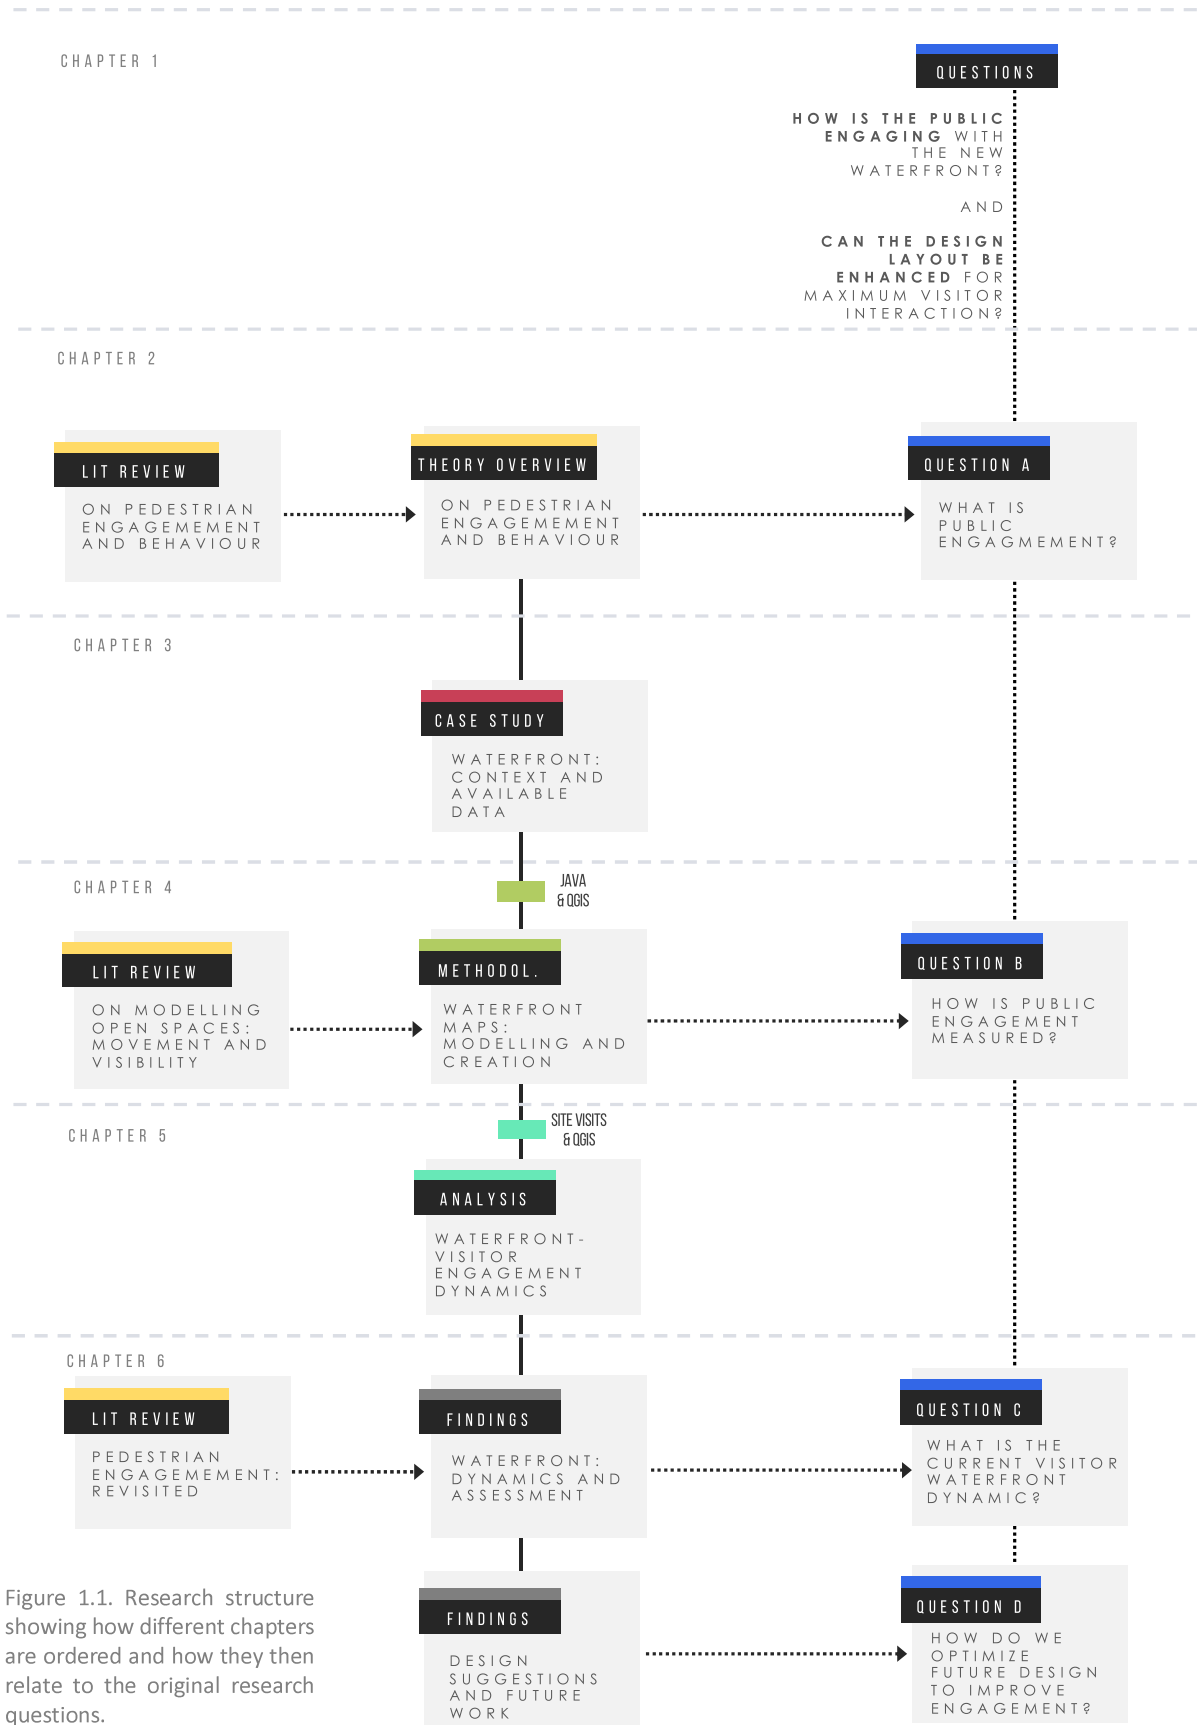 CHAPTER 1
QUESTIONS
HOW IS THE PUBLIC
ENGAGING WITH
THE NEW
WATERFRONT?
AND
CAN THE DESIGN
LAYOUT BE
ENHANCED FOR
MAXIMUM VISITOR
INTERACTION?
CHAPTER 2
LIT REVIEW
ON PEDESTRIAN
ENGAGEMEMENT
AND BEHAVIOUR
THEORY OVERVIEW
ON PEDESTRIAN
ENGAGEMEMENT
AND BEHAVIOUR
QUESTION A
WHAT IS
PUBLIC
ENGAGMEMENT?
CHAPTER 3
CASE STUDY
WATERFRONT:
CONTEXT AND
AVAILABLE
DATA
CHAPTER 4
JAVA
& QGIS
LIT REVIEW
ON MODELLING
OPEN SPACES:
MOVEMENT AND
VISIBILITY
METHODOL.
WATERFRONT
MAPS:
MODELLING AND
CREATION
QUESTION B
HOW IS PUBLIC
ENGAGEMENT
MEASURED?
CHAPTER 5
SITE VISITS
& QGIS
ANALYSIS
WATERFRONT-
VISITOR
ENGAGEMENT
DYNAMICS
CHAPTER 6
LIT REVIEW
PEDESTRIAN
ENGAGEMEMENT:
REVISITED
FINDINGS
WATERFRONT:
DYNAMICS AND
ASSESSMENT
QUESTION C
WHAT IS THE
CURRENT VISITOR
WATERFRONT
DYNAMIC?
FINDINGS
DESIGN
SUGGESTIONS
AND FUTURE
WORK
QUESTION D
HOW DO WE
OPTIMIZE
FUTURE DESIGN
TO IMPROVE
ENGAGEMENT?
Figure 1.1. Research structure
showing how different chapters
are ordered and how they then
relate to the original research
questions.